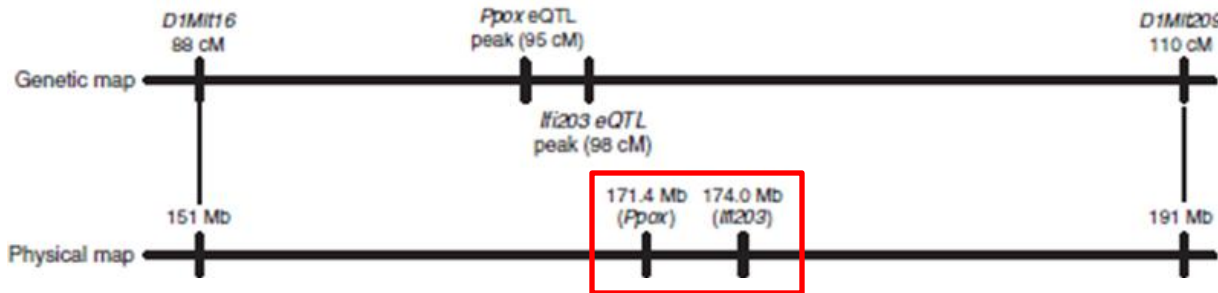 D1Mit16
88 cM
Ppox eQTL
peak (95 cM)
D1Mit209
110 cM
Genetic map
Ifi203 eQTL
peak (98 cM)
151 Mb
171.4 Mb
(Ppox)
174.0 Mb
(Ifi203)
191 Mb
Physical map